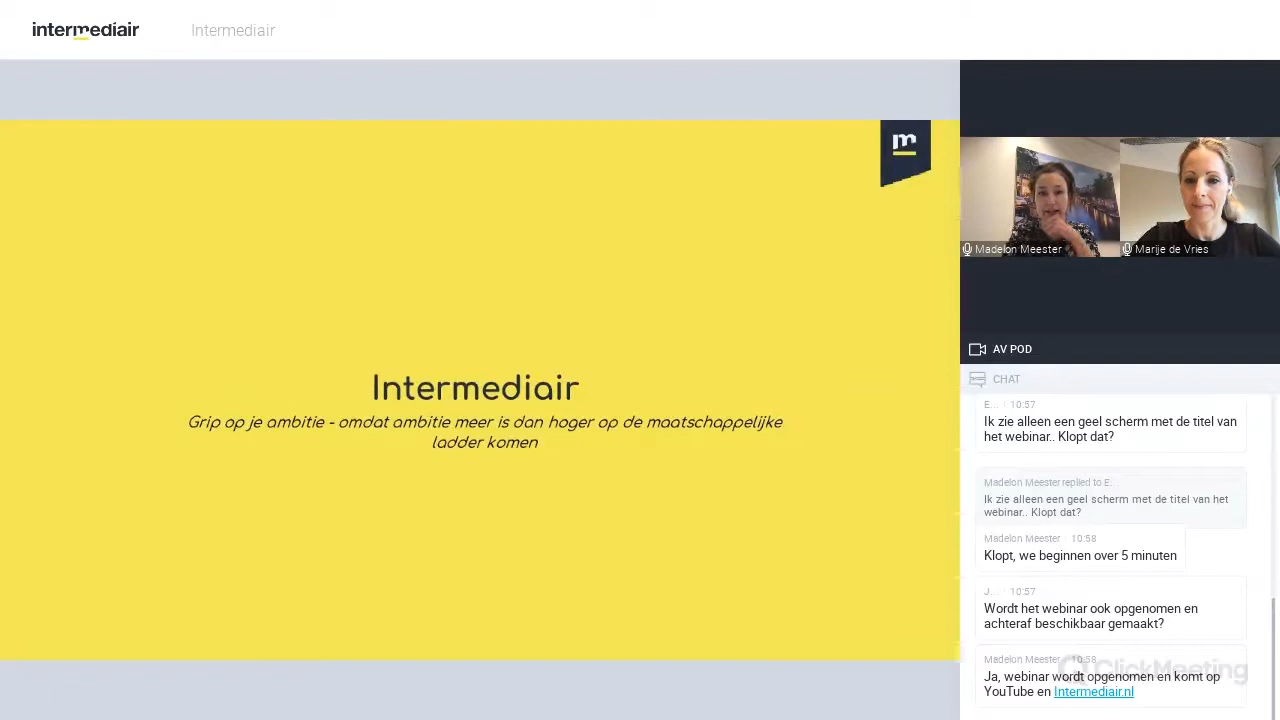 intermediair
Intermediair
m
Intermediair
Grip op je ambitie - omdat ambitie meer is dan hoger op de maatschappelijke
ladder komen
Madelon Meester
Marije de Vries
AV POD
CHAT
E... 10:57
Ik zie alleen een geel scherm met de titel van
het webinar.. Klopt dat?
Madelon Meester replied to E...
Ik zie alleen een geel scherm met de titel van het
webinar.. Klopt dat?
Madelon Meester 10:58
Klopt, we beginnen over 5 minuten
J... 10:57
Wordt het webinar ook opgenomen en
achteraf beschikbaar gemaakt?
Madelon Meester 10:58
Ja, webinar wordt opgenomen en komt op
YouTube en Intermediair.nl
ClickMeeting